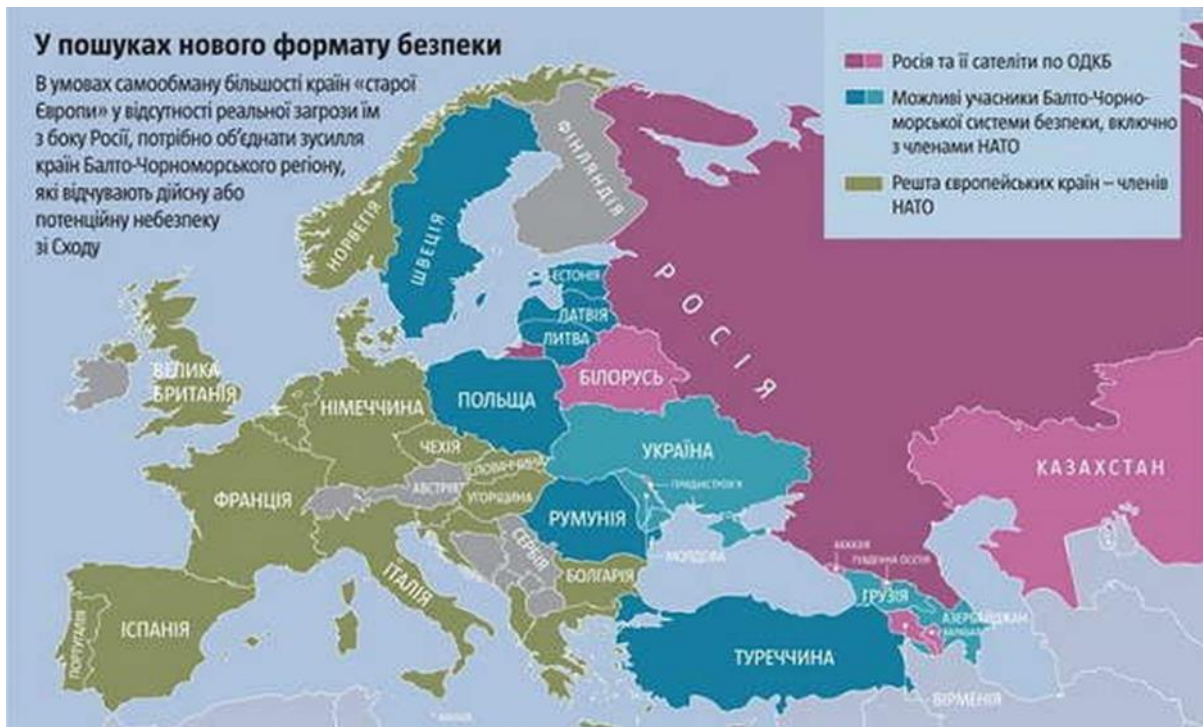 У пошуках нового формату безпеки
В умовах самообману більшості країн «старої
Європи» у відсутності реальної загрози їм
з боку Росії, потрібно об’єднати зусилля
країн Балто-Чорноморського регіону,
які відчувають дійсну або
потенційну небезпеку
зі Сходу
Росія та її сателіти по ОДКБ
Можливі учасники Балто-Чорно-
морської системи безпеки, включно
з членами НАТО
Решта європейських країн – членів
НАТО
ФІНЛЯНДІЯ
НОРВЕГІЯ
ШВЕЦІЯ
ЕСТОНІЯ
РОСІЯ
ЛАТВІЯ
ЛИТВА
ВЕЛИКА
БРИТАНІЯ
БІЛОРУСЬ
НІМЕЧЧИНА
ПОЛЬЩА
ЧЕХІЯ
УКРАЇНА
КАЗАХСТАН
СЛОВАЧЧИНА
АВСТРІЯ
ПРИДНІСТРОВ’Я
ФРАНЦІЯ
УГОРЩИНА
РУМУНІЯ
СЕРБІЯ
МОЛДОВА
АБХАЗІЯ
ПІВДЕННА ОСЕТІЯ
БОЛГАРІЯ
ІТАЛІЯ
ГРУЗІЯ
АЗЕРБАЙДЖАН
ПОРТУГАЛІЯ
ІСПАНІЯ
ТУРЕЧЧИНА
ВІРМЕНІЯ